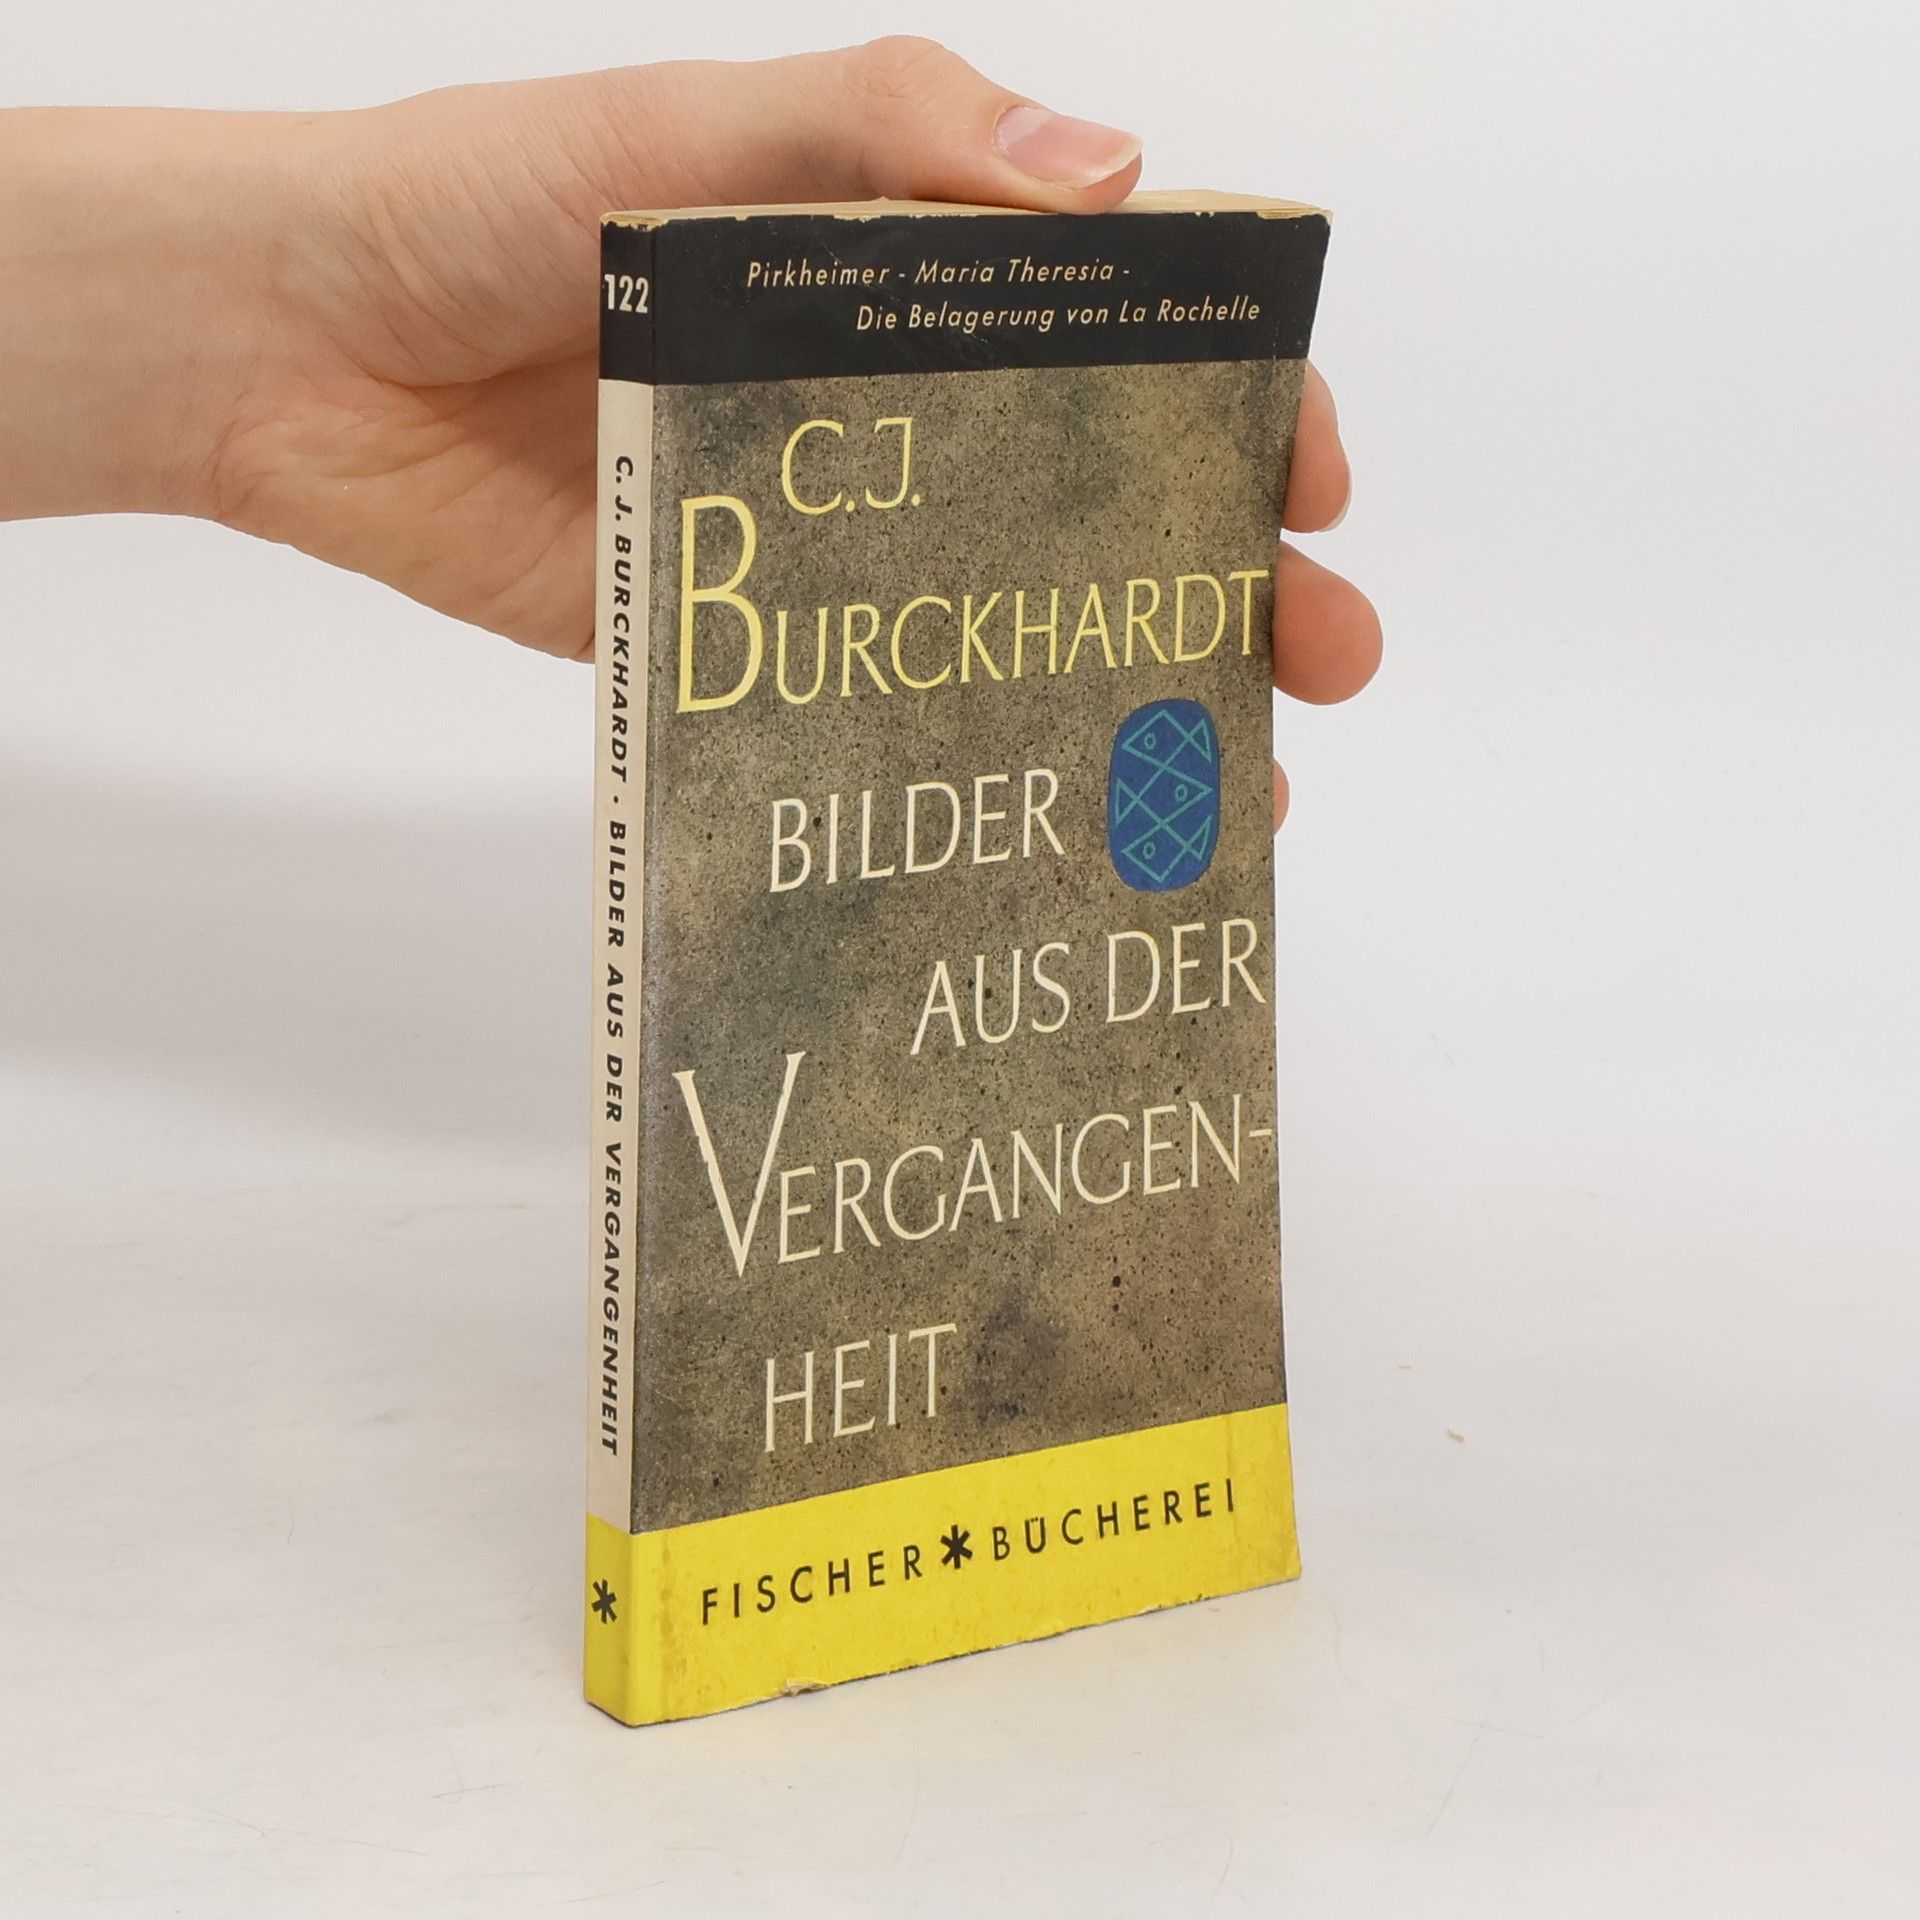 122
C. J. BURCKHARDT · BILDER AUS DER VERGANGENHEIT
*
Pirkheimer - Maria Theresia -
Die Belagerung von La Rochelle
C.J.
BURCKHARDT
BILDER
AUS DER
VERGANGEN-
HEIT
FISCHER * BÜCHEREI